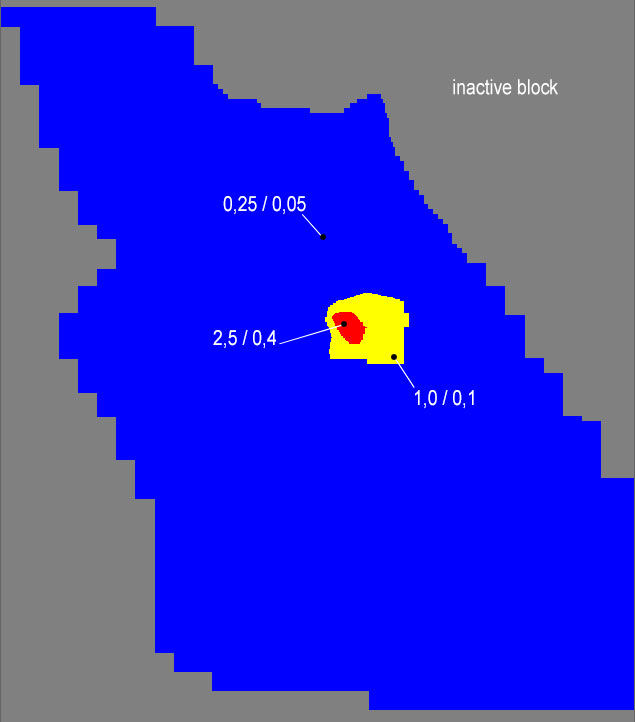 inactive block
0,25 / 0,05
2,5 / 0,4
1,0 / 0,1